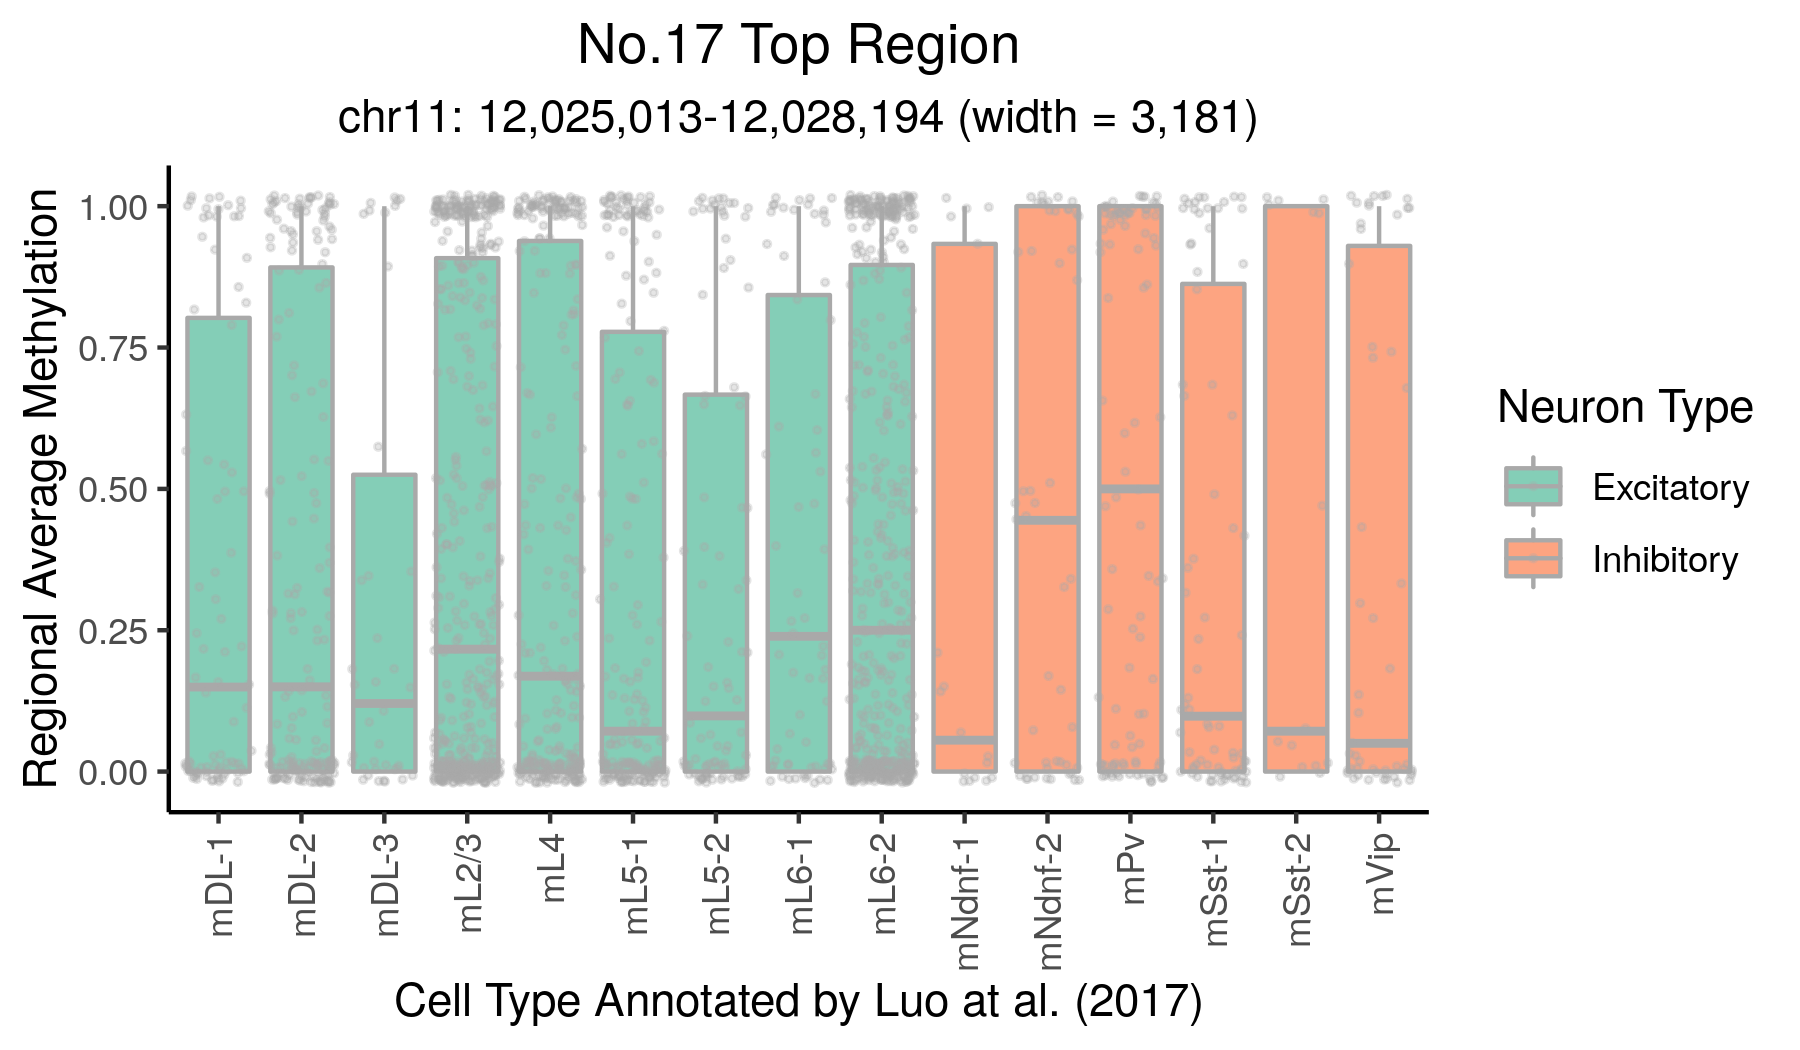 No.17 Top Region
chr11: 12,025,013-12,028,194 (width = 3,181)
Regional Average Methylation
1.00
0.75
0.50
0.25
0.00
mDL-1
mDL-2
mDL-3
mL2/3
mL4
mL5-1
mL5-2
mL6-1
mL6-2
mNdnf-1
mNdnf-2
mPv
mSst-1
mSst-2
mVip
Cell Type Annotated by Luo at al. (2017)
Neuron Type
Excitatory
Inhibitory